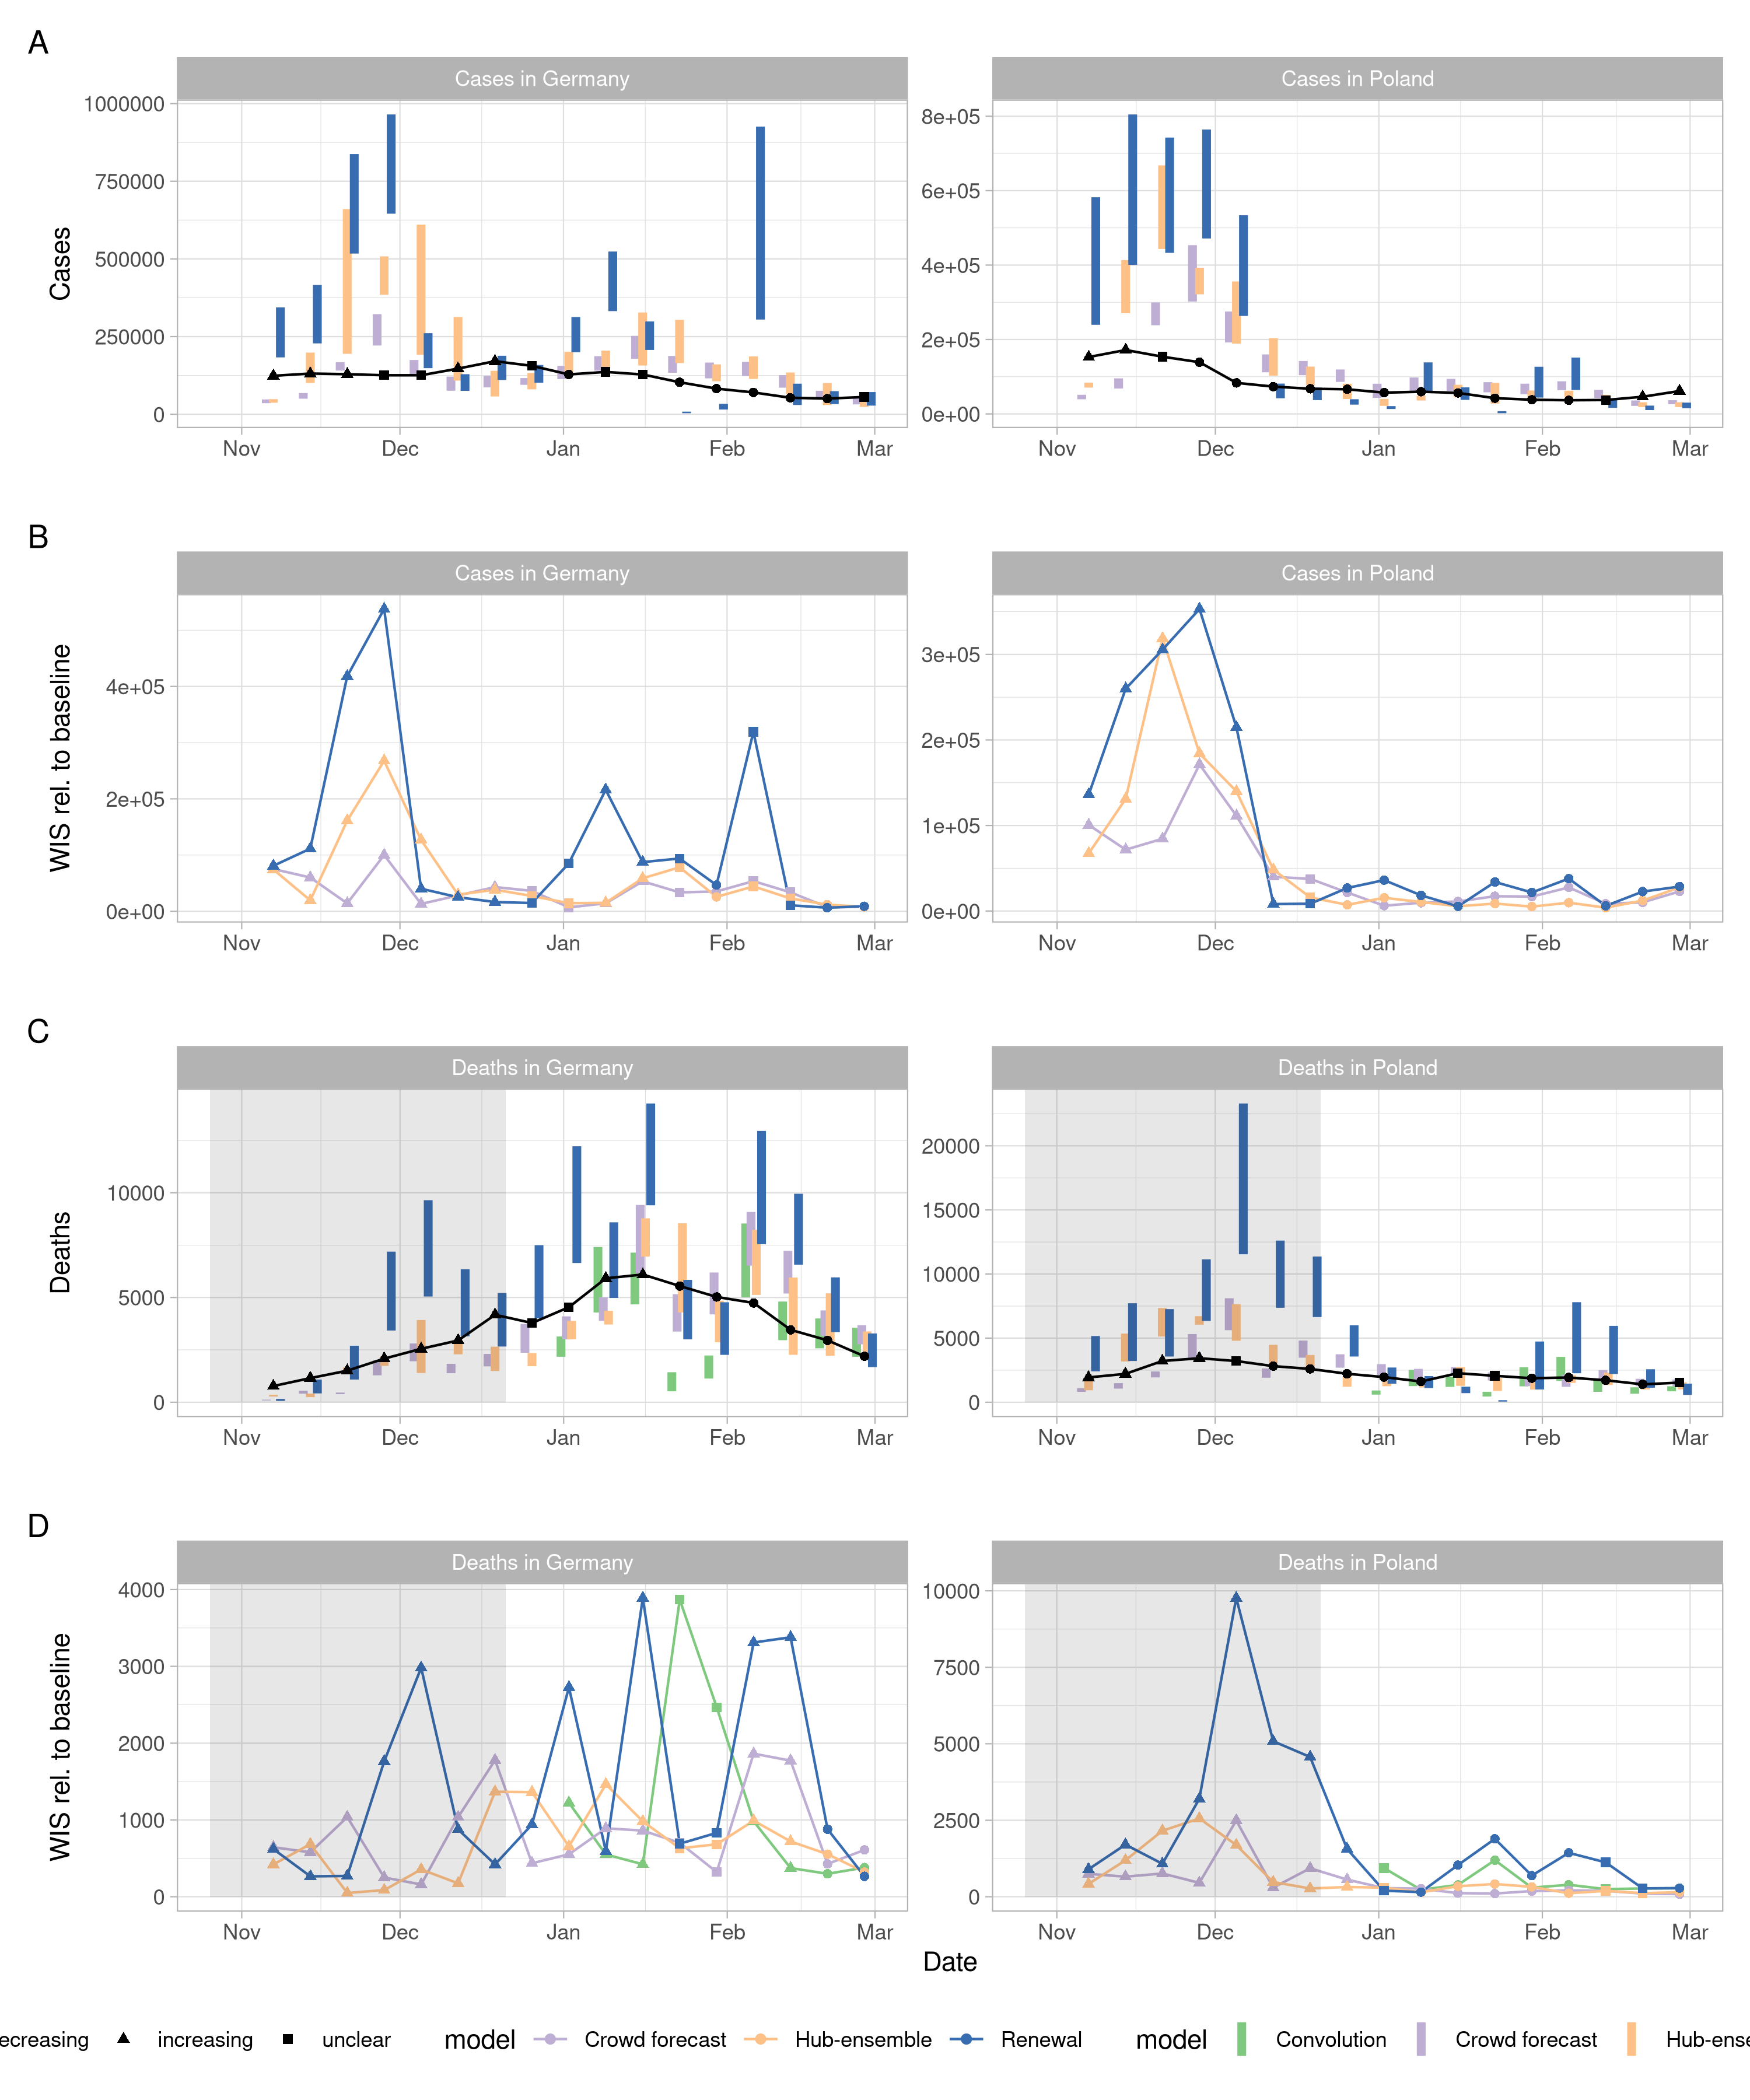 A
Cases in Germany
Cases in Poland
Cases
1000000
750000
500000
250000
0
8e+05
6e+05
4e+05
2e+05
0e+00
Nov Dec Jan Feb Mar
Nov Dec Jan Feb Mar
B
Cases in Germany
Cases in Poland
WIS rel. to baseline
4e+05
2e+05
0e+00
3e+05
2e+05
1e+05
0e+00
Nov Dec Jan Feb Mar
Nov Dec Jan Feb Mar
C
Deaths in Germany
Deaths in Poland
Deaths
10000
5000
0
20000
15000
10000
5000
0
Nov Dec Jan Feb Mar
Nov Dec Jan Feb Mar
D
Deaths in Germany
Deaths in Poland
WIS rel. to baseline
4000
3000
2000
1000
0
10000
7500
5000
2500
0
Nov Dec Jan Feb Mar
Nov Dec Jan Feb Mar
Date
ecreasing increasing unclear model Crowd forecast Hub-ensemble Renewal model Convolution Crowd forecast Hub-ense